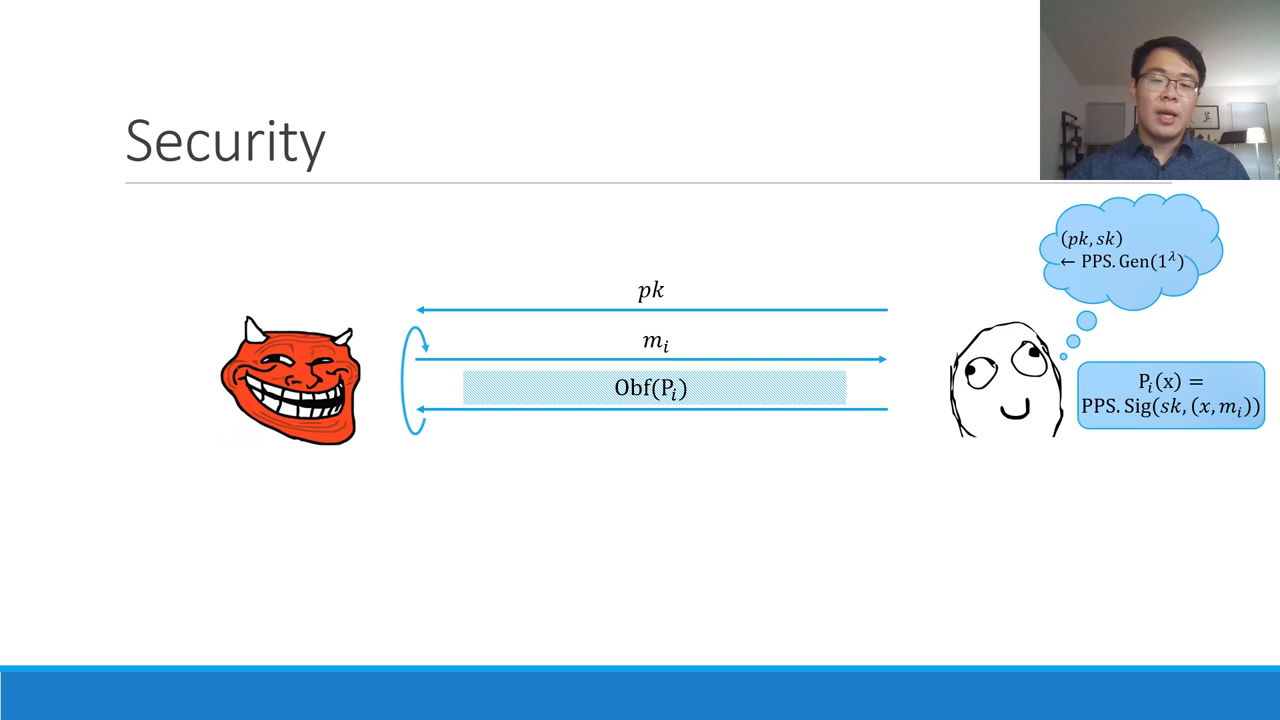 Security
(pk, sk)
← PPS.Gen(1^λ)
pk
m_i
Obf(P_i)
P_i(x) =
PPS.Sig(sk, (x, m_i))